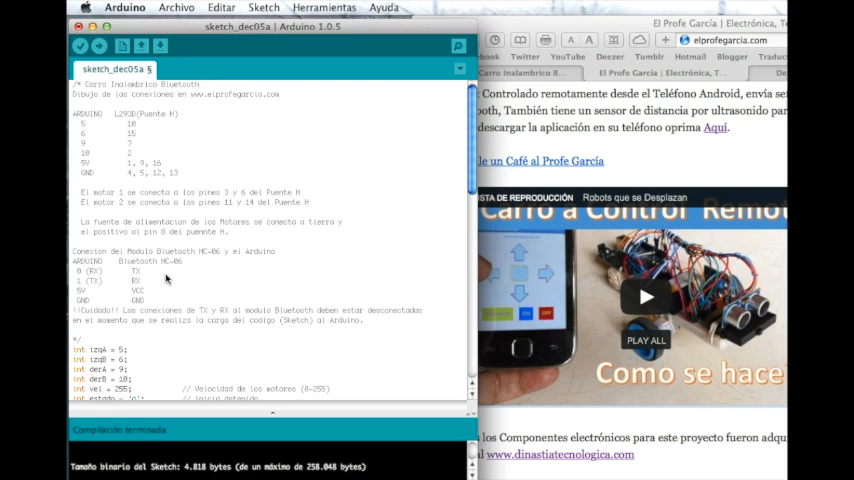 Arduino Archivo Editar Sketch Herramientas Ayuda
sketch_dec05a | Arduino 1.0.5
sketch_dec05a §
/* Carro Inalambrico Bluetooth
Dibujo de las conexiones en www.elprofegarcia.com
ARDUINO L293D(Puente H)
5 10
6 15
9 7
10 2
5V 1, 9, 16
GND 4, 5, 12, 13
El motor 1 se conecta a los pines 3 y 6 del Puente H
El motor 2 se conecta a los pines 11 y 14 del Puente H
La fuente de alimentacion de los Motores se conecta a tierra y
el positivo al pin 8 del puennte H.
Conexion del Modulo Bluetooth HC-06 y el Arduino
ARDUINO Bluetooth HC-06
0 (RX) TX
1 (TX) RX
5V VCC
GND GND
!!Cuidado!! Las conexiones de TX y RX al modulo Bluetooth deben estar desconectadas
en el momento que se realiza la carga del codigo (Sketch) al Arduino.
*/
int izqA = 5;
int izqB = 6;
int derA = 9;
int derB = 10;
int vel = 255; // Velocidad de los motores (0-255)
int estado = 'g'; // inicia detenido
Compilación terminada
Tamaño binario del Sketch: 4.818 bytes (de un máximo de 258.048 bytes)
El Profe García | Electrónica, Te
A A elprofegarcia.com
ebook Twitter YouTube Deezer Tumblr Hotmail Blogger Traduc
Carro Inalambrico B... El Profe García | Electrónica, T... De
: Controlado remotamente desde el Teléfono Android, envía se
oth, También tiene un sensor de distancia por ultrasonido par
descargar la aplicación en su teléfono oprima Aquí.
le un Café al Profe García
ISTA DE REPRODUCCIÓN Robots que se Desplazan
Carro a Control Remot
PLAY ALL
Como se hace
s los Componentes electrónicos para este proyecto fueron adqu
al www.dinastiatecnologica.com